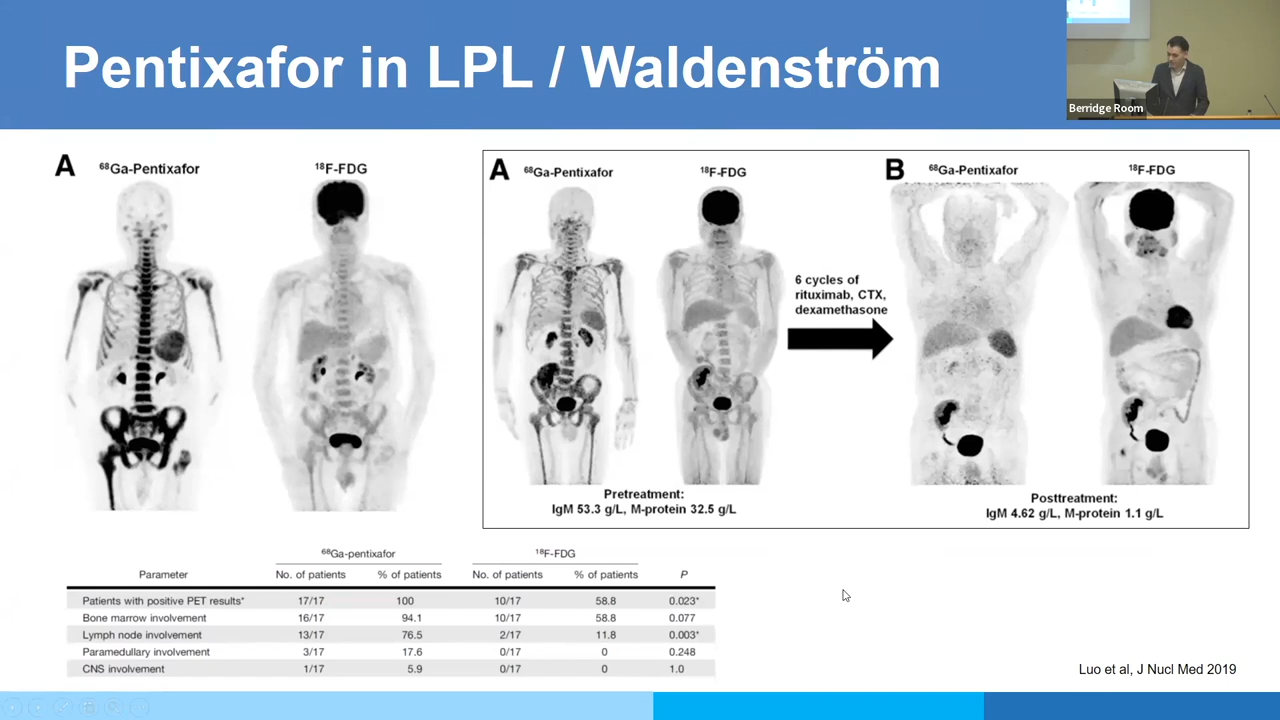 Pentixafor in LPL / Waldenström
Berridge Room
A
⁶⁸Ga-Pentixafor
¹⁸F-FDG
A
⁶⁸Ga-Pentixafor
¹⁸F-FDG
Pretreatment:
IgM 53.3 g/L, M-protein 32.5 g/L
6 cycles of
rituximab, CTX,
dexamethasone
B
⁶⁸Ga-Pentixafor
¹⁸F-FDG
Posttreatment:
IgM 4.62 g/L, M-protein 1.1 g/L
⁶⁸Ga-pentixafor ¹⁸F-FDG
Parameter No. of patients % of patients No. of patients % of patients P
Patients with positive PET results* 17/17 100 10/17 58.8 0.023*
Bone marrow involvement 16/17 94.1 10/17 58.8 0.077
Lymph node involvement 13/17 76.5 2/17 11.8 0.003*
Paramedullary involvement 3/17 17.6 0/17 0 0.248
CNS involvement 1/17 5.9 0/17 0 1.0
Luo et al, J Nucl Med 2019